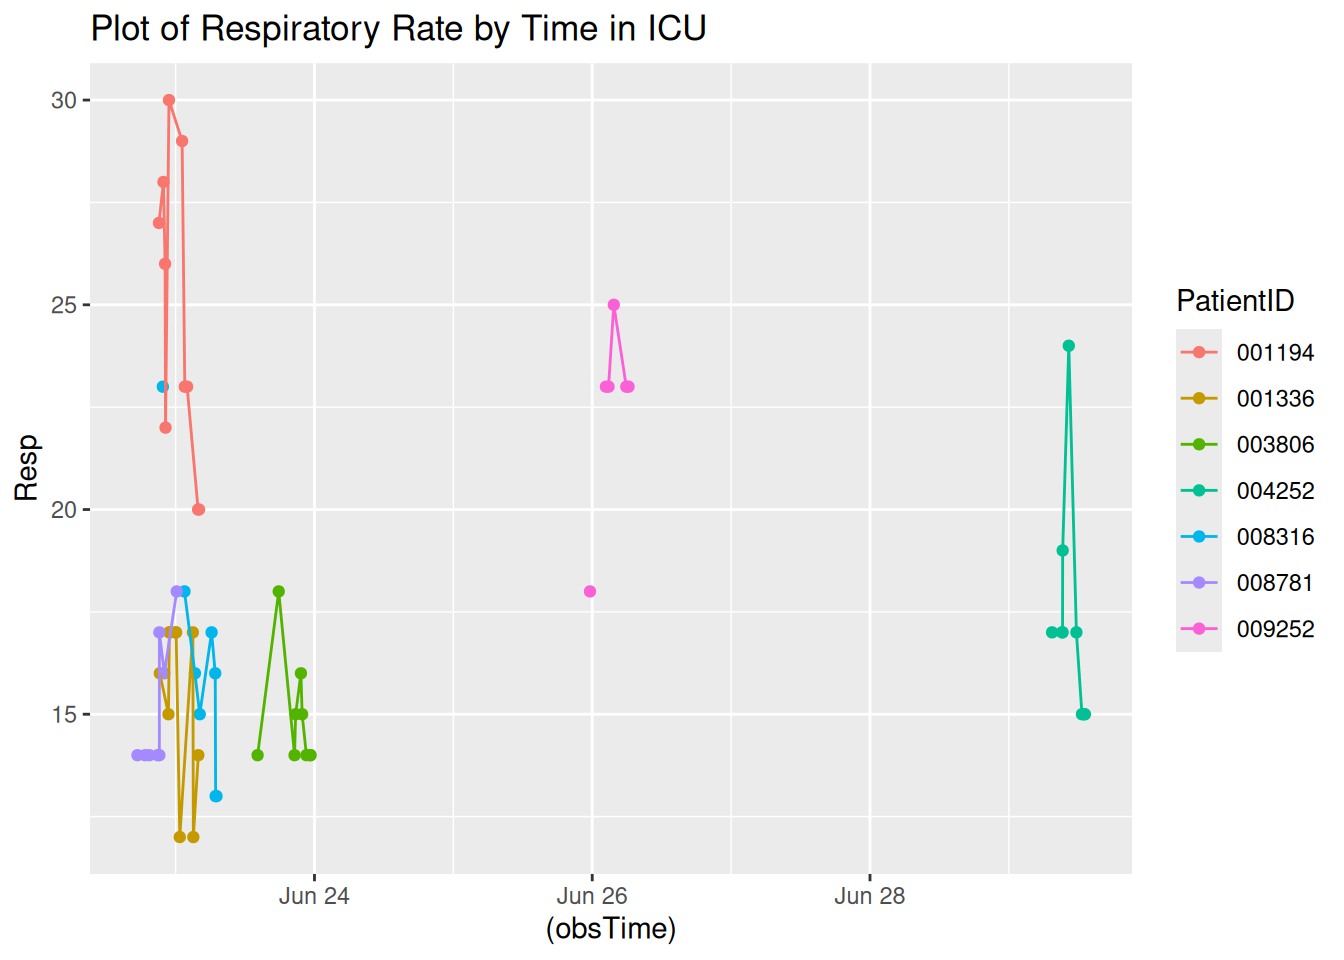 Plot of Respiratory Rate by Time in ICU
30
25
20
15
Resp
Jun 24
Jun 26
Jun 28
(obsTime)
PatientID
001194
001336
003806
004252
008316
008781
009252